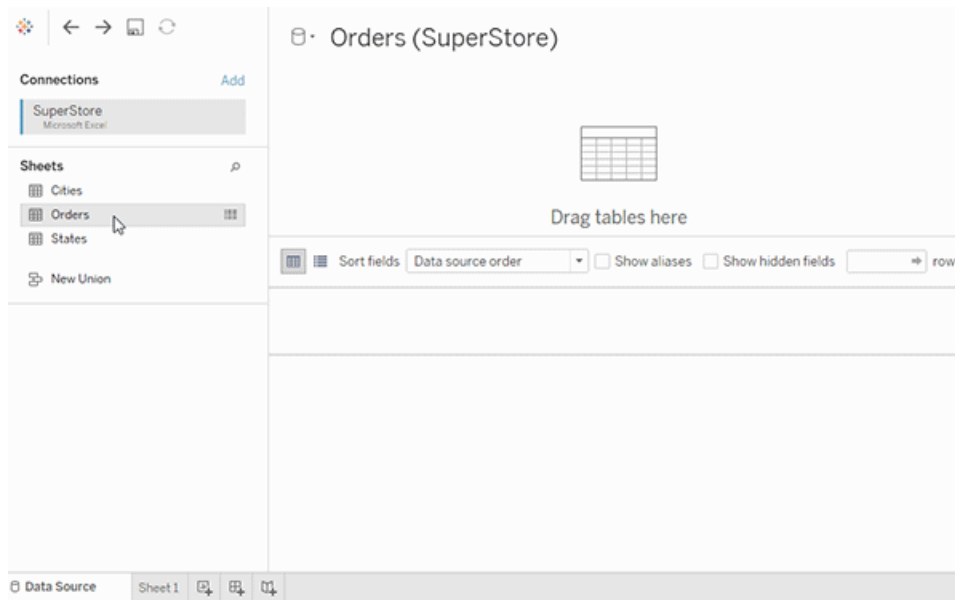 Orders (SuperStore)
Connections
Add
SuperStore
Microsoft Excel
Sheets
Cities
Orders
States
New Union
Drag tables here
Sort fields Data source order Show aliases Show hidden fields row
Data Source Sheet 1